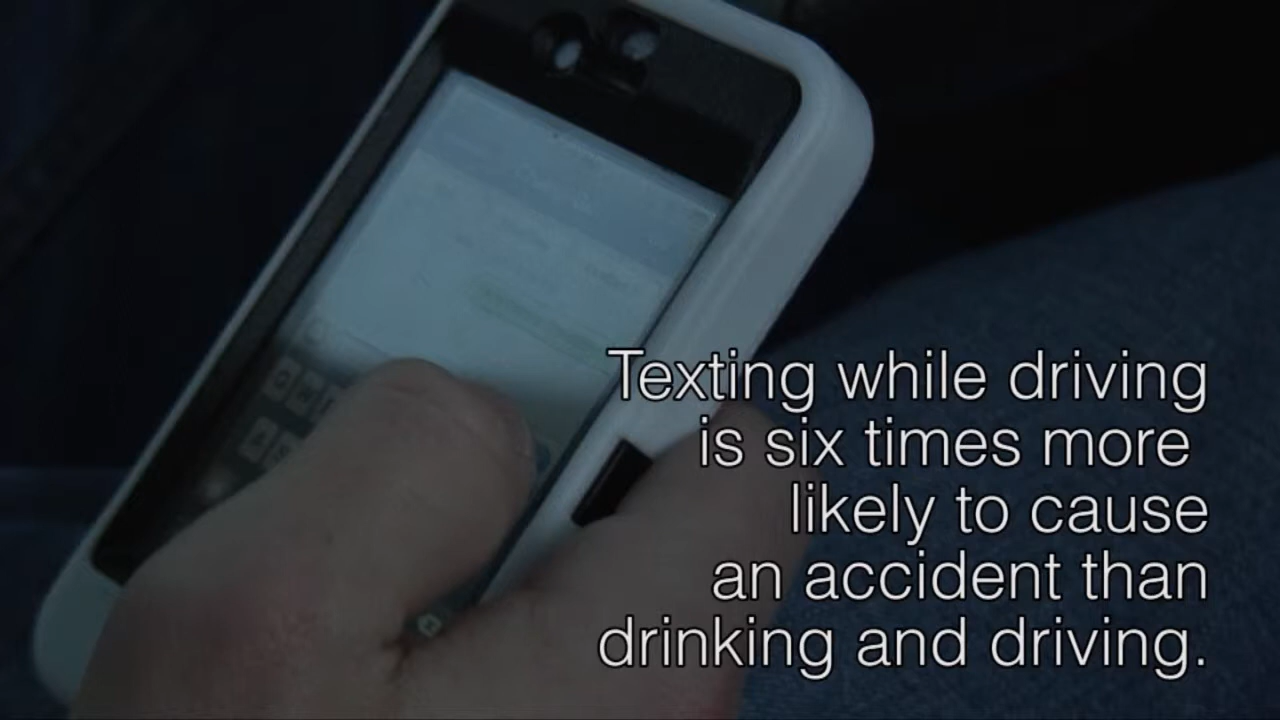 Texting while driving
is six times more
likely to cause
an accident than
drinking and driving.